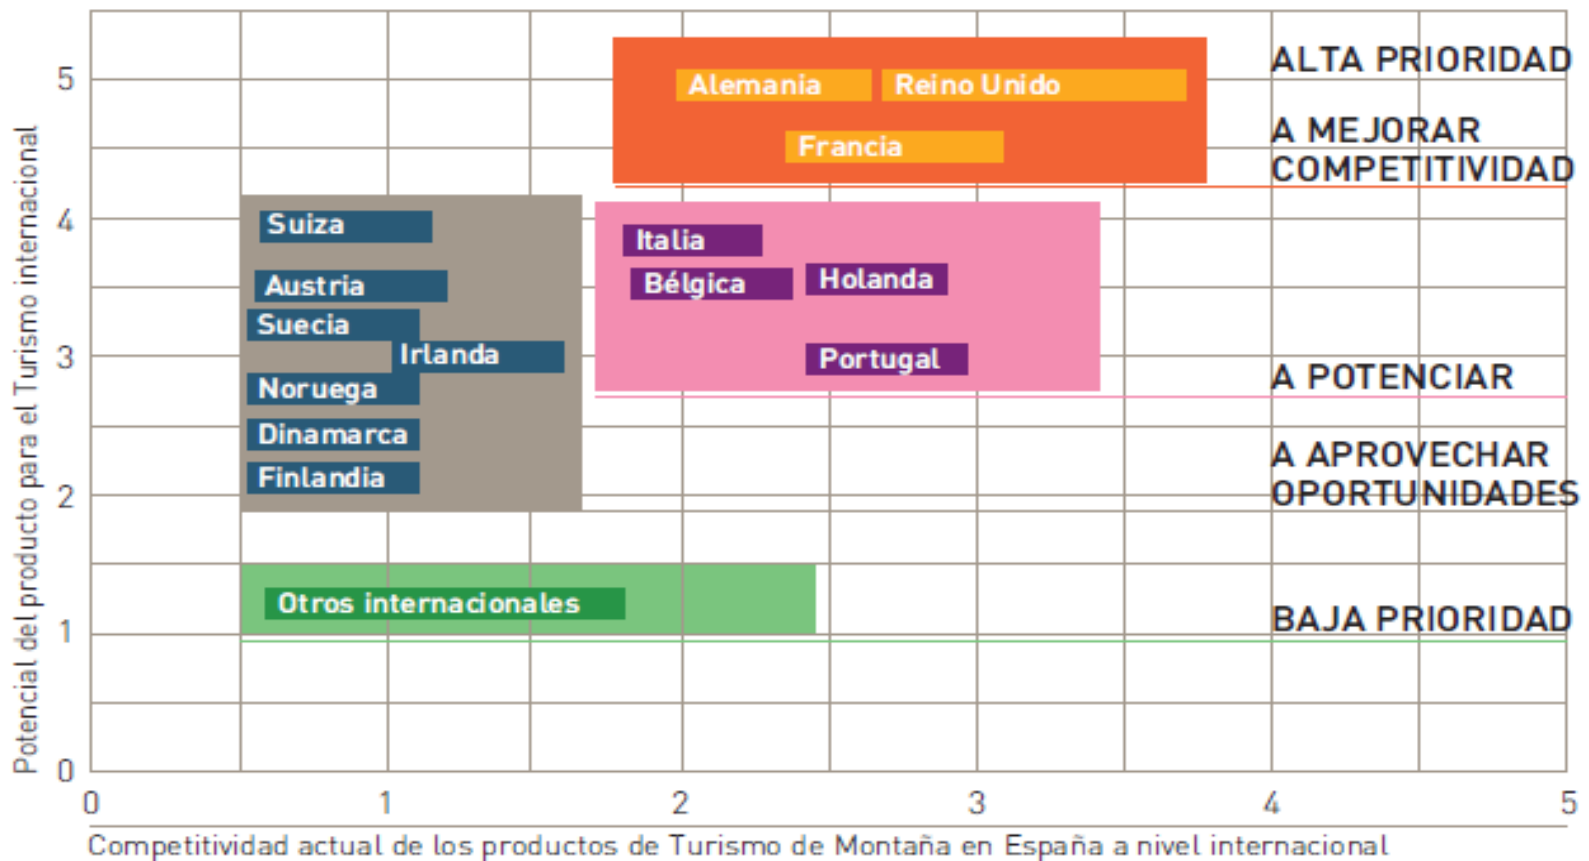 Potencial del producto para el Turismo internacional
5
4
3
2
1
0
Alemania
Reino Unido
Francia
ALTA PRIORIDAD
A MEJORAR
COMPETITIVIDAD
Suiza
Austria
Suecia
Irlanda
Noruega
Dinamarca
Finlandia
Italia
Bélgica
Holanda
Portugal
A POTENCIAR
A APROVECHAR
OPORTUNIDADES
Otros internacionales
BAJA PRIORIDAD
0 1 2 3 4 5
Competitividad actual de los productos de Turismo de Montaña en España a nivel internacional